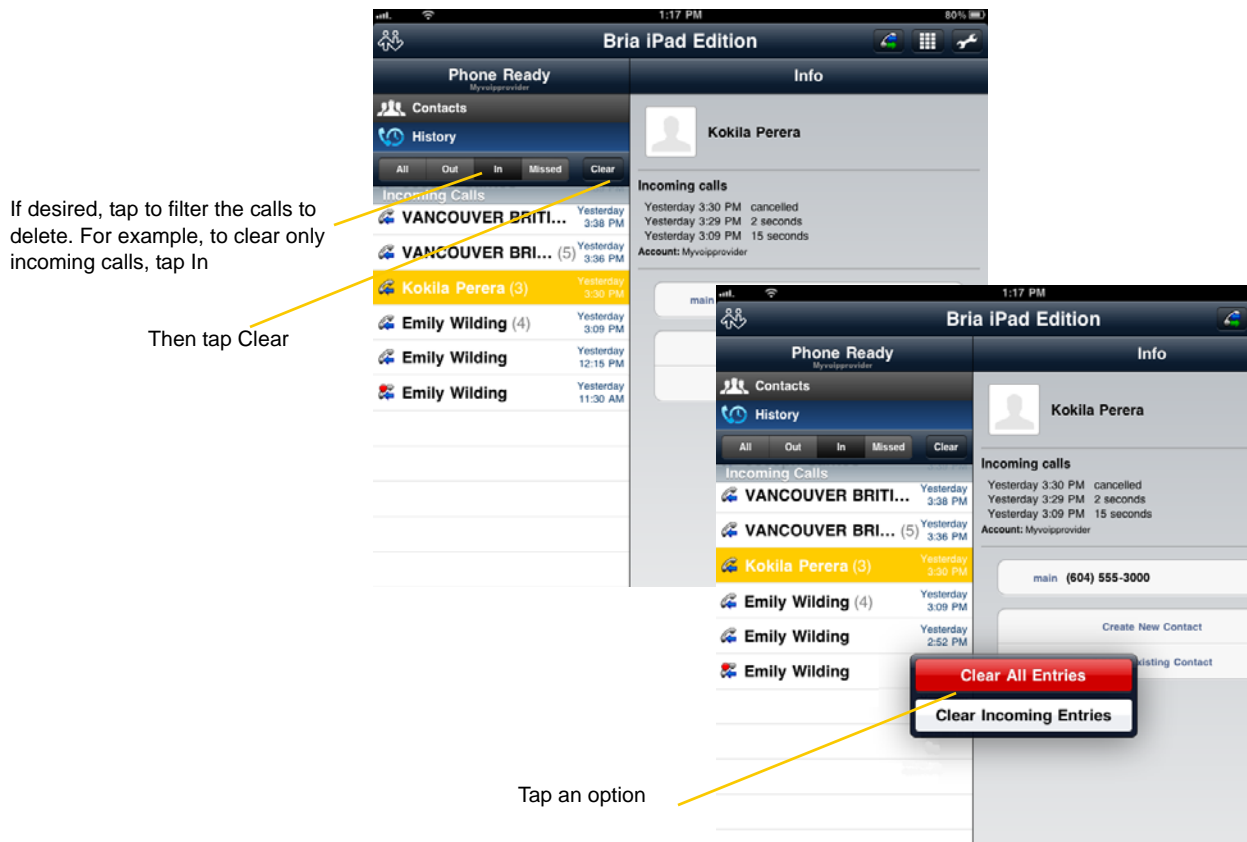 1:17 PM
80%
Bria iPad Edition
Phone Ready
Myvoipprovider
Info
Contacts
History
Kokila Perera
All Out In Missed Clear
Incoming Calls
VANCOUVER BRITI... Yesterday 3:38 PM
VANCOUVER BRI... (5) Yesterday 3:36 PM
Kokila Perera (3) Yesterday 3:30 PM
Emily Wilding (4) Yesterday 3:09 PM
Emily Wilding Yesterday 12:15 PM
Emily Wilding Yesterday 11:30 AM
Incoming calls
Yesterday 3:30 PM cancelled
Yesterday 3:29 PM 2 seconds
Yesterday 3:09 PM 15 seconds
Account: Myvoipprovider
main
If desired, tap to filter the calls to
delete. For example, to clear only
incoming calls, tap In
Then tap Clear
1:17 PM
Bria iPad Edition
Phone Ready
Myvoipprovider
Info
Contacts
History
Kokila Perera
All Out In Missed Clear
Incoming Calls
VANCOUVER BRITI... Yesterday 3:38 PM
VANCOUVER BRI... (5) Yesterday 3:36 PM
Kokila Perera (3) Yesterday 3:30 PM
Emily Wilding (4) Yesterday 3:09 PM
Emily Wilding Yesterday 2:52 PM
Emily Wilding
Incoming calls
Yesterday 3:30 PM cancelled
Yesterday 3:29 PM 2 seconds
Yesterday 3:09 PM 15 seconds
Account: Myvoipprovider
main (604) 555-3000
Create New Contact
xisting Contact
Clear All Entries
Clear Incoming Entries
Tap an option